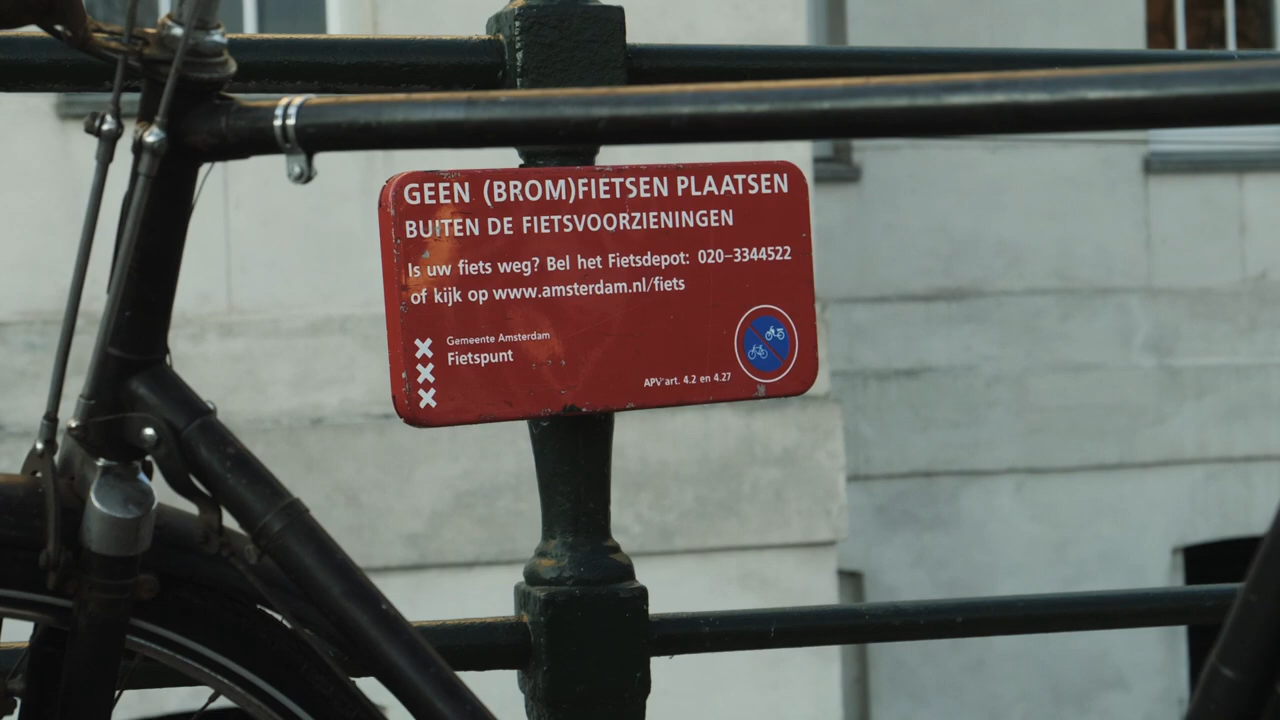 GEEN (BROM)FIETSEN PLAATSEN
BUITEN DE FIETSVOORZIENINGEN
Is uw fiets weg? Bel het Fietsdepot: 020-3344522
of kijk op www.amsterdam.nl/fiets
Gemeente Amsterdam
Fietspunt
APV art. 4.2 en 4.27